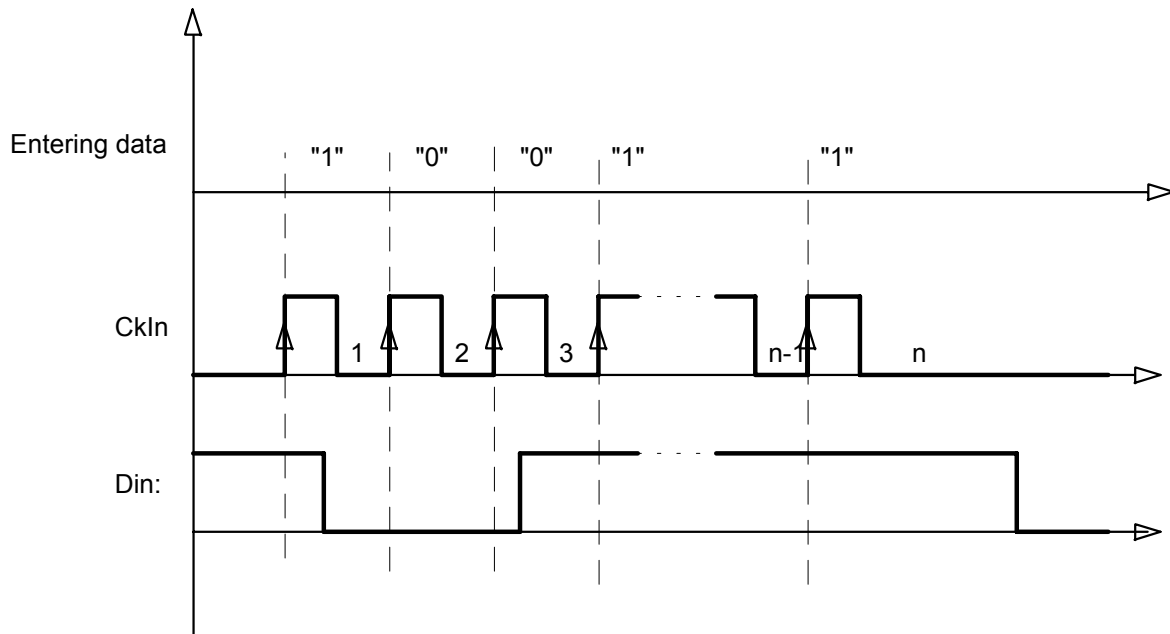 Entering data
"1" "0" "0" "1" "1"
CkIn
1 2 3 n-1 n
Din: